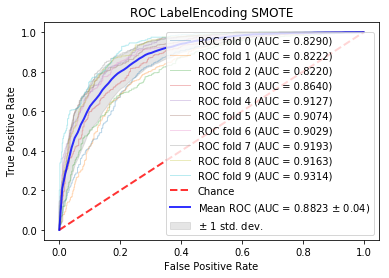 ROC LabelEncoding SMOTE
True Positive Rate
1.0
0.8
0.6
0.4
0.2
0.0
ROC fold 0 (AUC = 0.8290)
ROC fold 1 (AUC = 0.8222)
ROC fold 2 (AUC = 0.8220)
ROC fold 3 (AUC = 0.8640)
ROC fold 4 (AUC = 0.9127)
ROC fold 5 (AUC = 0.9074)
ROC fold 6 (AUC = 0.9029)
ROC fold 7 (AUC = 0.9193)
ROC fold 8 (AUC = 0.9163)
ROC fold 9 (AUC = 0.9314)
Chance
Mean ROC (AUC = 0.8823 ± 0.04)
± 1 std. dev.
0.0 0.2 0.4 0.6 0.8 1.0
False Positive Rate